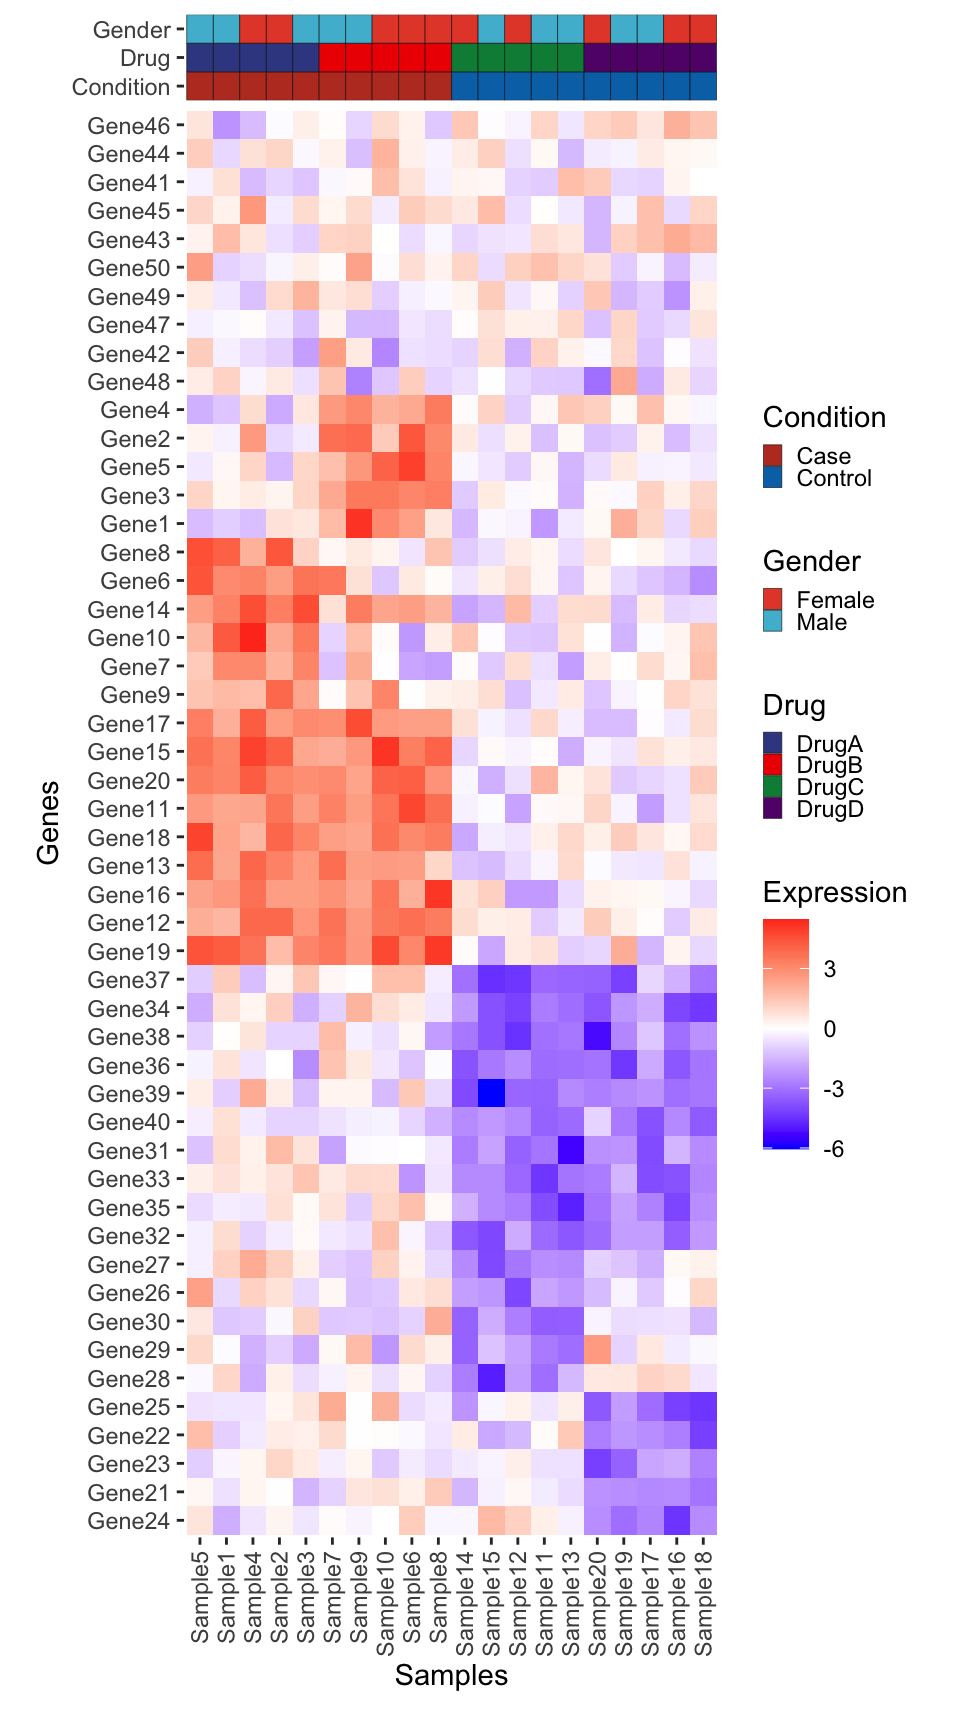 Gender
Drug
Condition
Gene46
Gene44
Gene41
Gene45
Gene43
Gene50
Gene49
Gene47
Gene42
Gene48
Gene4
Gene2
Gene5
Gene3
Gene1
Gene8
Gene6
Gene14
Gene10
Gene7
Gene9
Gene17
Gene15
Gene20
Gene11
Gene18
Gene13
Gene16
Gene12
Gene19
Gene37
Gene34
Gene38
Gene36
Gene39
Gene40
Gene31
Gene33
Gene35
Gene32
Gene27
Gene26
Gene30
Gene29
Gene28
Gene25
Gene22
Gene23
Gene21
Gene24
Genes
Sample5
Sample1
Sample4
Sample2
Sample3
Sample7
Sample9
Sample10
Sample6
Sample8
Sample14
Sample15
Sample12
Sample11
Sample13
Sample20
Sample19
Sample17
Sample16
Sample18
Samples
Condition
Case
Control
Gender
Female
Male
Drug
DrugA
DrugB
DrugC
DrugD
Expression
3
0
-3
-6